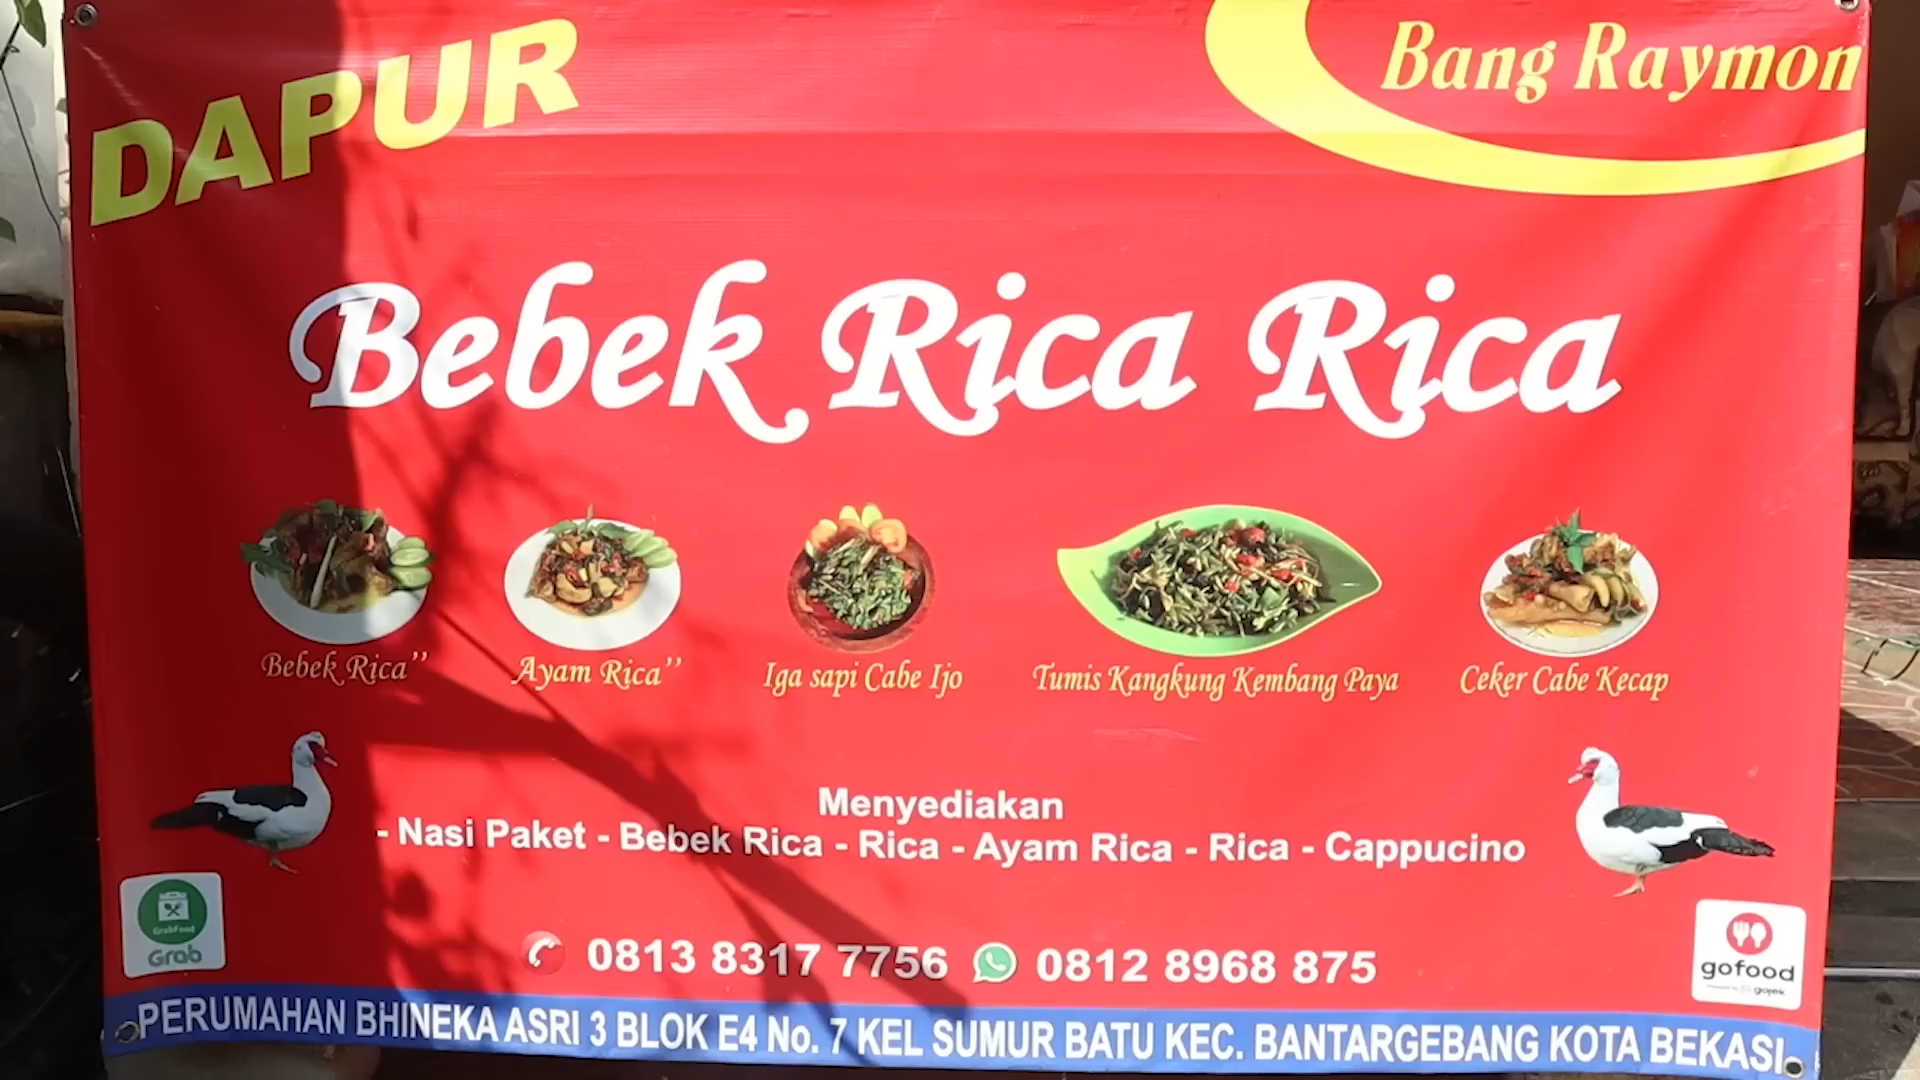 DAPUR
Bang Raymon
Bebek Rica Rica
Bebek Rica’’
Ayam Rica’’
Iga sapi Cabe Ijo
Tumis Kangkung Kembang Paya
Ceker Cabe Kecap
Menyediakan
- Nasi Paket - Bebek Rica - Rica - Ayam Rica - Rica - Cappucino
GrabFood
Grab
0813 8317 7756
0812 8968 875
gofood
gojek
PERUMAHAN BHINEKA ASRI 3 BLOK E4 No. 7 KEL SUMUR BATU KEC. BANTARGEBANG KOTA BEKASI.